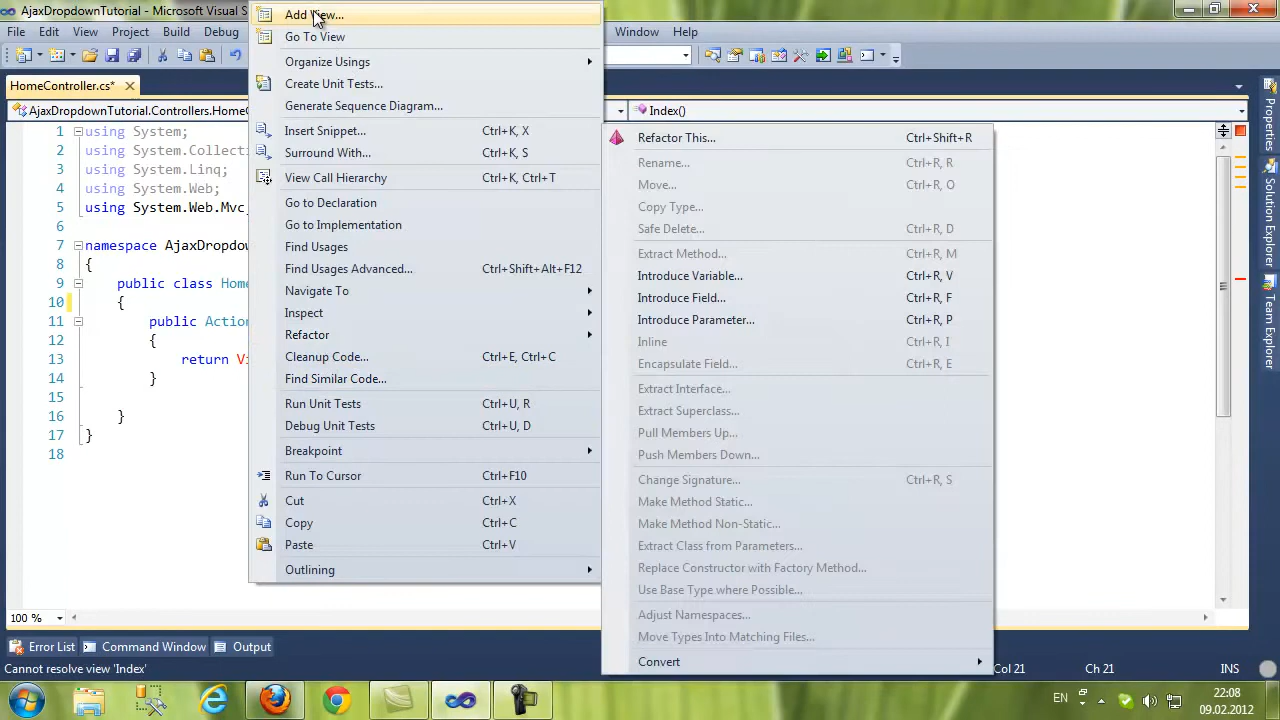 AjaxDropdownTutorial - Microsoft Visual S
File Edit View Project Build Debug
Window Help
HomeController.cs*
AjaxDropdownTutorial.Controllers.HomeC
Index()
1 using System;
2 using System.Collecti
3 using System.Linq;
4 using System.Web;
5 using System.Web.Mvc
6
7 namespace AjaxDropdow
8 {
9 public class Hom
10 {
11 public Action
12 {
13 return Vi
14 }
15
16 }
17 }
18
Add View...
Go To View
Organize Usings
Create Unit Tests...
Generate Sequence Diagram...
Insert Snippet... Ctrl+K, X
Surround With... Ctrl+K, S
View Call Hierarchy Ctrl+K, Ctrl+T
Go to Declaration
Go to Implementation
Find Usages
Find Usages Advanced... Ctrl+Shift+Alt+F12
Navigate To
Inspect
Refactor
Cleanup Code... Ctrl+E, Ctrl+C
Find Similar Code...
Run Unit Tests Ctrl+U, R
Debug Unit Tests Ctrl+U, D
Breakpoint
Run To Cursor Ctrl+F10
Cut Ctrl+X
Copy Ctrl+C
Paste Ctrl+V
Outlining
Refactor This... Ctrl+Shift+R
Rename... Ctrl+R, R
Move... Ctrl+R, O
Copy Type...
Safe Delete... Ctrl+R, D
Extract Method... Ctrl+R, M
Introduce Variable... Ctrl+R, V
Introduce Field... Ctrl+R, F
Introduce Parameter... Ctrl+R, P
Inline Ctrl+R, I
Encapsulate Field... Ctrl+R, E
Extract Interface...
Extract Superclass...
Pull Members Up...
Push Members Down...
Change Signature... Ctrl+R, S
Make Method Static...
Make Method Non-Static...
Extract Class from Parameters...
Replace Constructor with Factory Method...
Use Base Type where Possible...
Adjust Namespaces...
Move Types Into Matching Files...
Convert
Properties
Solution Explorer
Team Explorer
100 %
Error List Command Window Output
Cannot resolve view 'Index' Col 21 Ch 21 INS
EN
22:08
09.02.2012